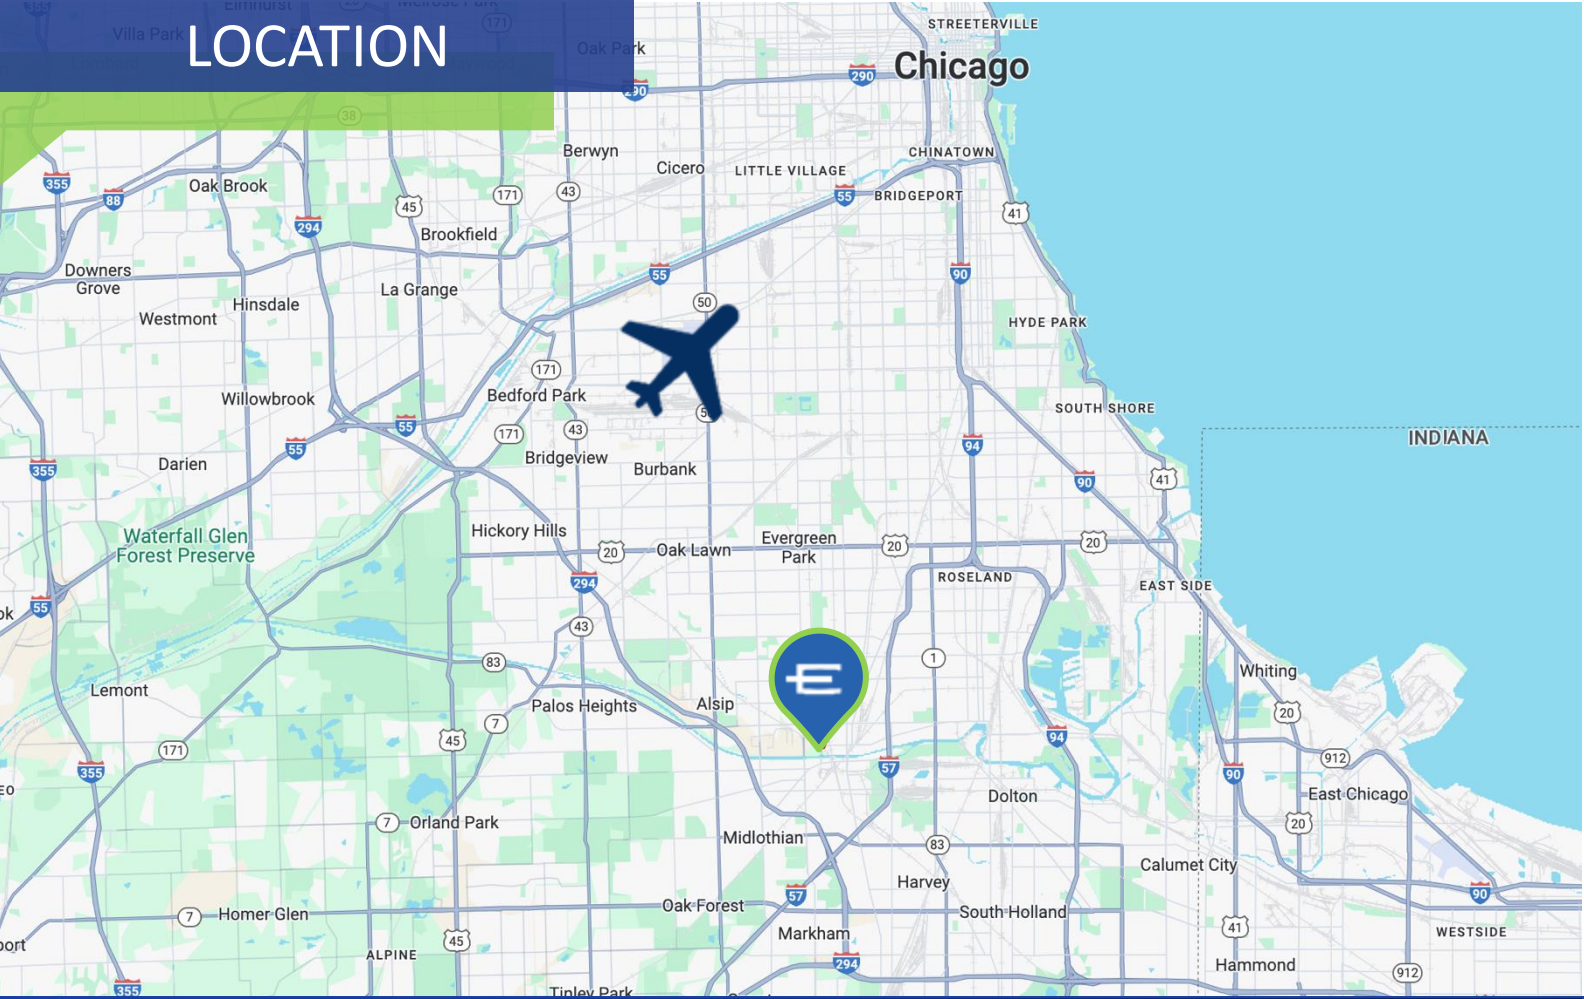 LOCATION
Elmhurst
Melrose Park
Villa Park
171
Oak Park
STREETERVILLE
Chicago
290
290
38
Berwyn
Cicero
LITTLE VILLAGE
CHINATOWN
355
88
Oak Brook
45
171
43
55
BRIDGEPORT
41
294
Brookfield
Downers
Grove
La Grange
55
90
Hinsdale
Westmont
50
HYDE PARK
171
Willowbrook
Bedford Park
SOUTH SHORE
55
55
171
43
94
INDIANA
355
Darien
Bridgeview
Burbank
90
41
Waterfall Glen
Forest Preserve
Hickory Hills
20
Oak Lawn
Evergreen
Park
20
20
55
294
ROSELAND
EAST SIDE
43
83
1
Whiting
Lemont
Palos Heights
Alsip
20
171
45
7
94
912
355
57
90
Dolton
East Chicago
7
Orland Park
Midlothian
83
20
Calumet City
Harvey
57
90
7
Homer Glen
Oak Forest
South Holland
45
Markham
41
WESTSIDE
ALPINE
294
Hammond
912
355
Tinley Park